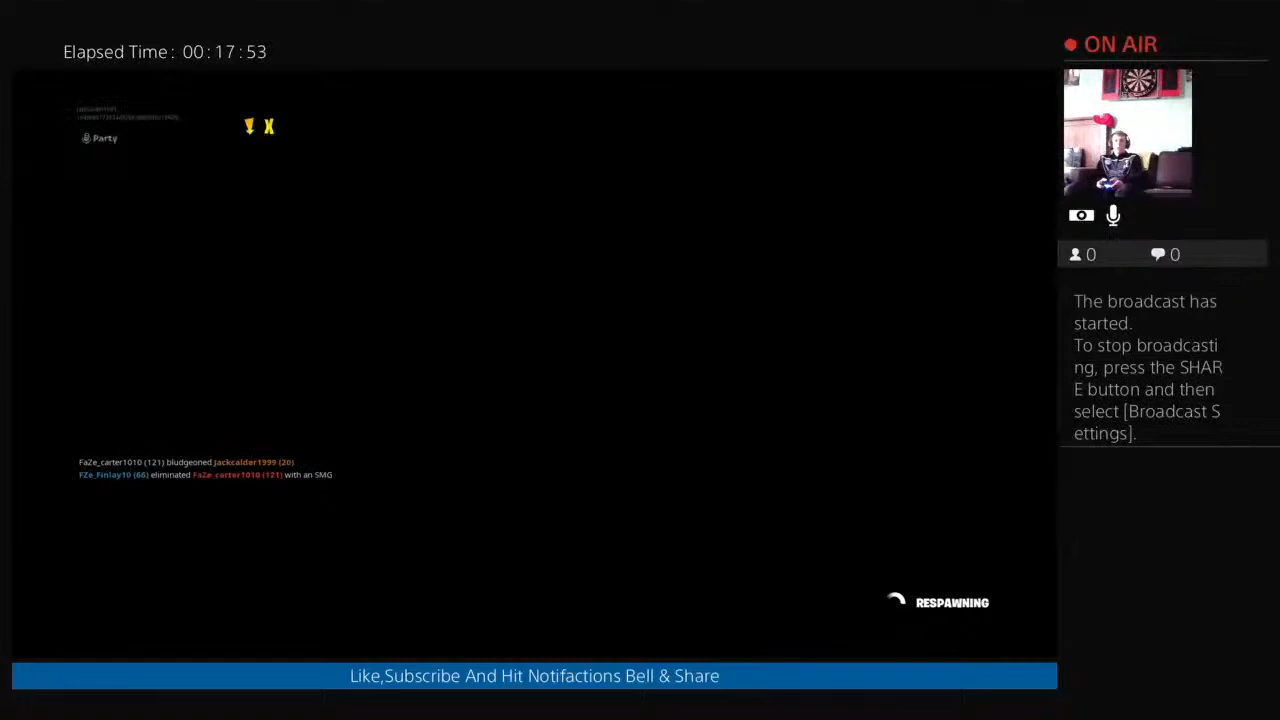 Elapsed Time: 00:17:53
ON AIR
Party
0
0
The broadcast has
started.
To stop broadcasti
ng, press the SHAR
E button and then
select [Broadcast S
ettings].
FaZe_carter1010 (121) bludgeoned Jackcalder1999 (20)
FZe_Finlay10 (66) eliminated FaZe_carter1010 (121) with an SMG
RESPAWNING
Like,Subscribe And Hit Notifactions Bell & Share